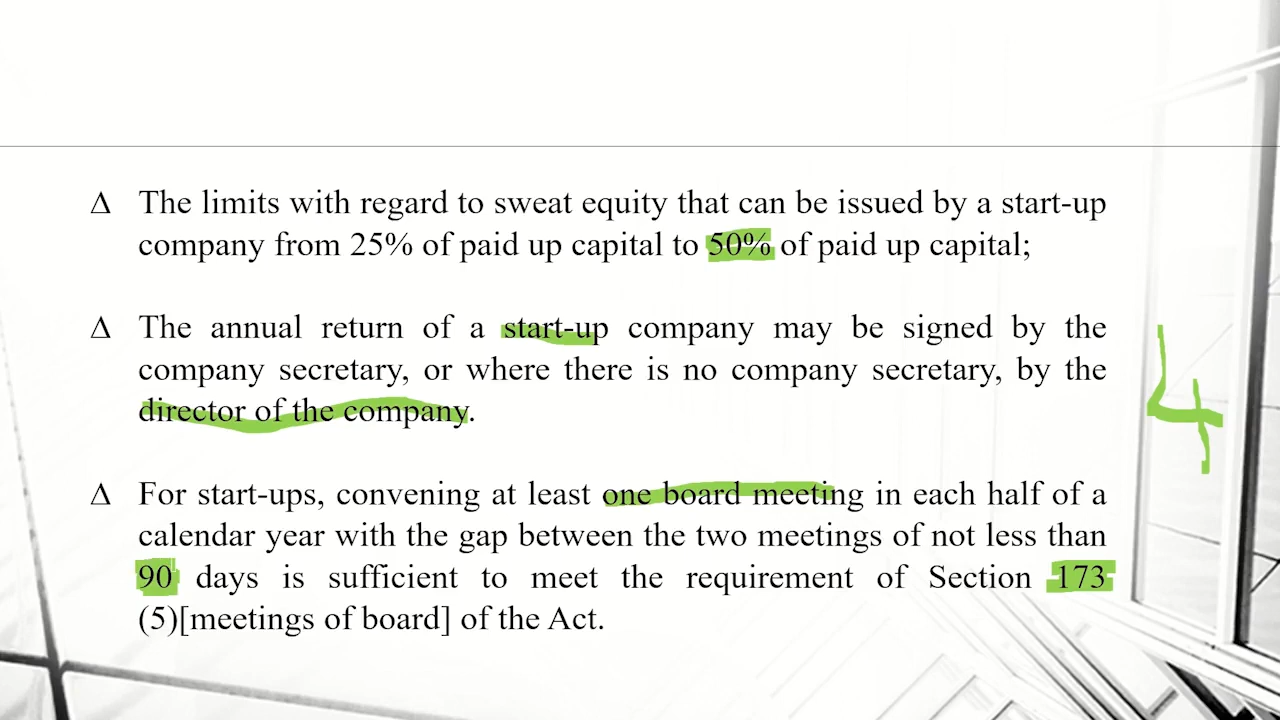 Δ The limits with regard to sweat equity that can be issued by a start-up
company from 25% of paid up capital to 50% of paid up capital;
Δ The annual return of a start-up company may be signed by the
company secretary, or where there is no company secretary, by the
director of the company.
4
Δ For start-ups, convening at least one board meeting in each half of a
calendar year with the gap between the two meetings of not less than
90 days is sufficient to meet the requirement of Section 173
(5)[meetings of board] of the Act.